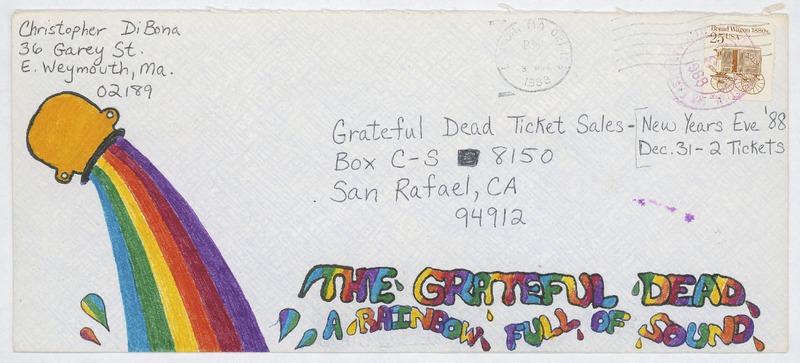 Christopher DiBona
36 Garey St.
E. Weymouth, Ma.
02189
1988
Bread Wagon 1880s
25 USA
1988
Grateful Dead Ticket Sales - New Years Eve '88
Dec. 31 - 2 Tickets
Box C-S 8150
San Rafael, CA
94912
THE GRATEFUL DEAD
A RAINBOW FULL OF SOUND